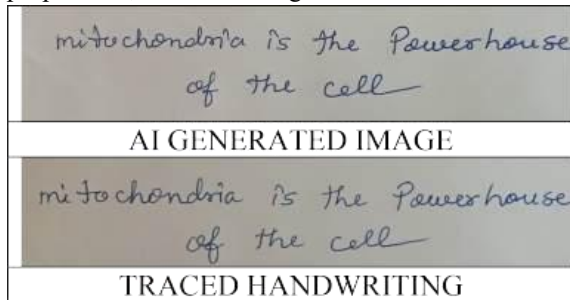 mitochondria is the Powerhouse
of the cell
AI GENERATED IMAGE
mitochondria is the Powerhouse
of the cell
TRACED HANDWRITING